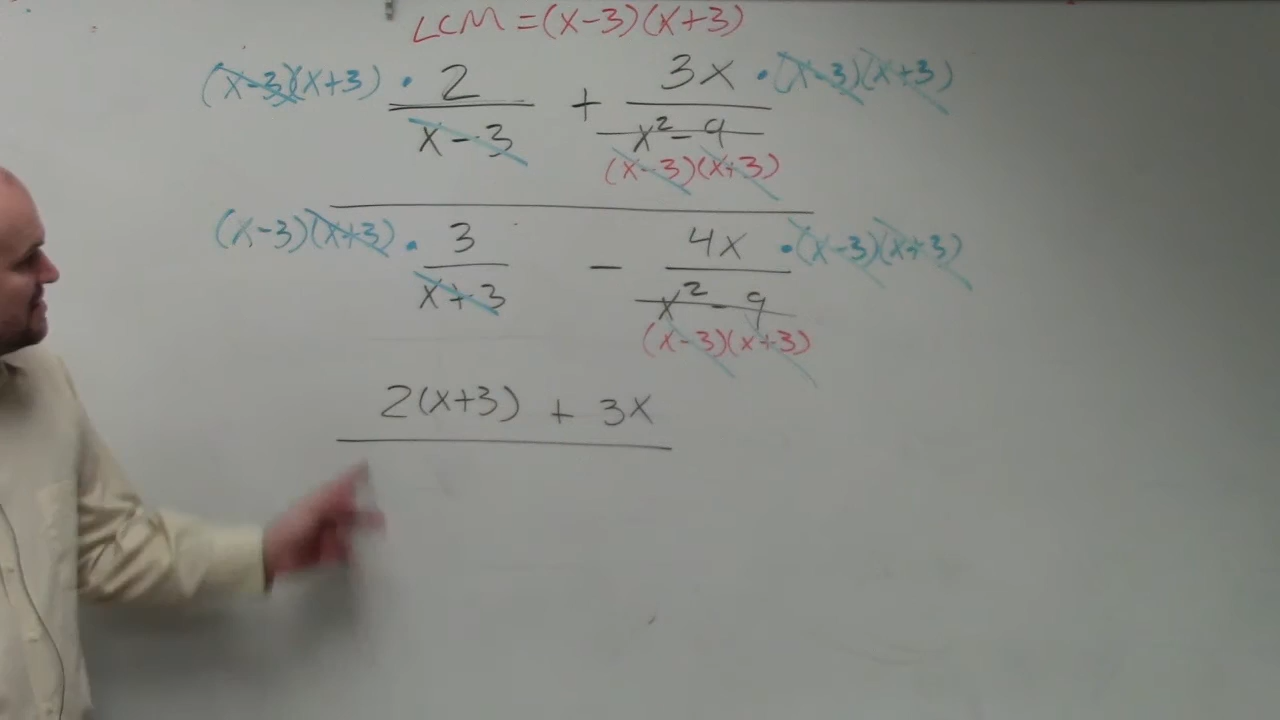 LCM = (x-3)(x+3)
(x-3)(x+3) · 2 + 3x · (x-3)(x+3)
x-3 x²-9
(x-3)(x+3)
(x-3)(x+3) · 3 - 4x · (x-3)(x+3)
x+3 x²-9
(x-3)(x+3)
2(x+3) + 3x